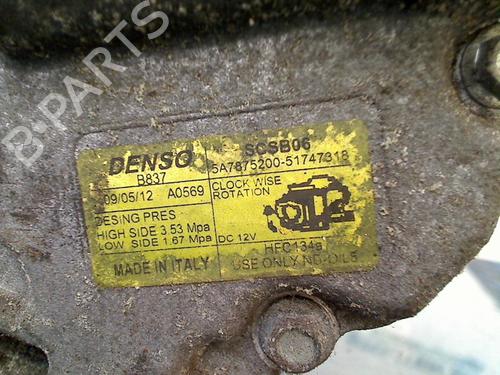 DENSO
B837
09/05/12 A0569
DESING PRES
HIGH SIDE 3.53 Mpa
LOW SIDE 1.67 Mpa
MADE IN ITALY
SCSB06
5A7875200-51747318
CLOCK WISE
ROTATION
DC 12V
HFC134a
USE ONLY ND-OIL
B-PARTS